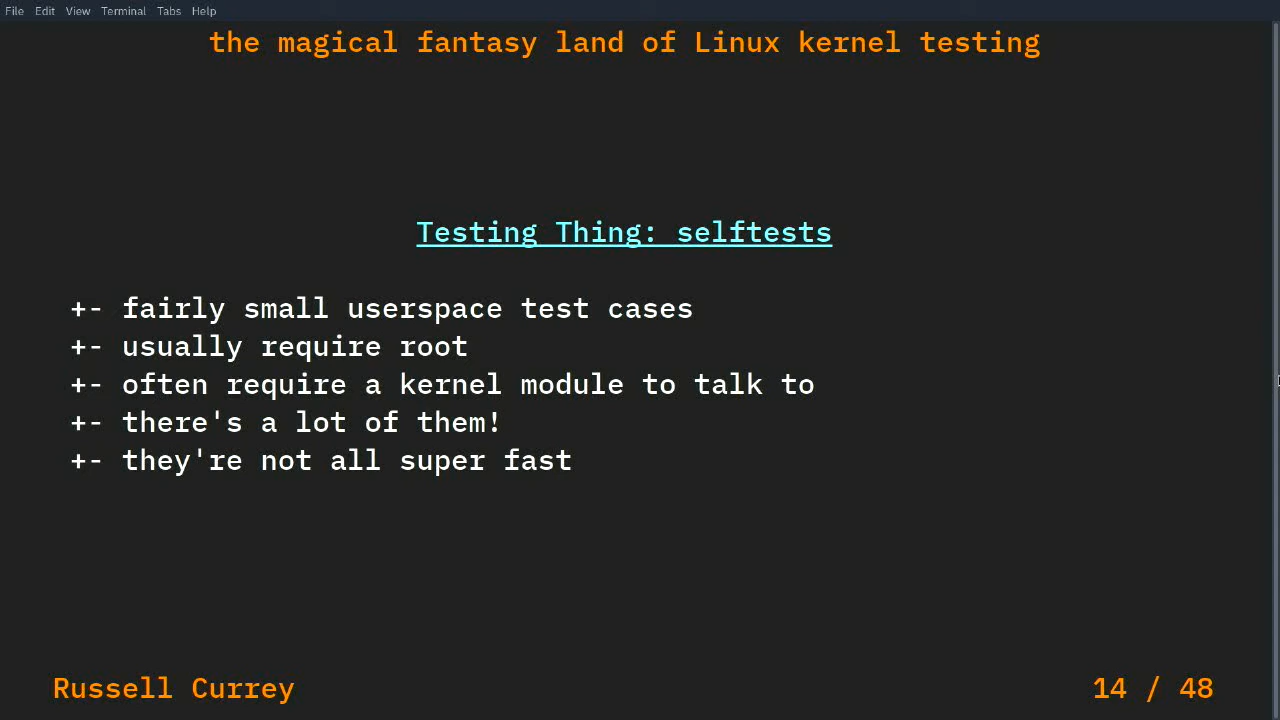 File Edit View Terminal Tabs Help
the magical fantasy land of Linux kernel testing
Testing Thing: selftests
+- fairly small userspace test cases
+- usually require root
+- often require a kernel module to talk to
+- there's a lot of them!
+- they're not all super fast
Russell Currey 14 / 48